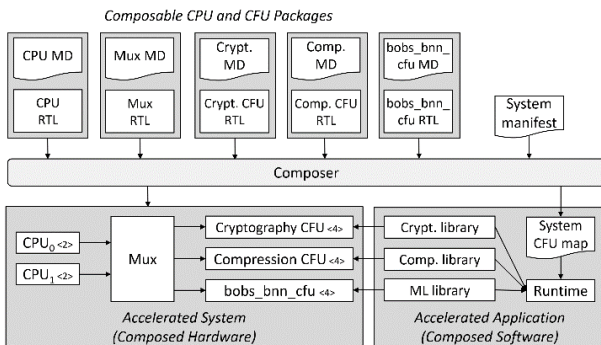 Composable CPU and CFU Packages
CPU MD
Mux MD
Crypt.
MD
Comp.
MD
bobs_bnn_
cfu MD
CPU
RTL
Mux
RTL
Crypt. CFU
RTL
Comp. CFU
RTL
bobs_bnn_
cfu RTL
System
manifest
Composer
CPU0 <2>
CPU1 <2>
Mux
Cryptography CFU <4>
Compression CFU <4>
bobs_bnn_cfu <4>
Accelerated System
(Composed Hardware)
Crypt. library
Comp. library
ML library
System
CFU map
Runtime
Accelerated Application
(Composed Software)